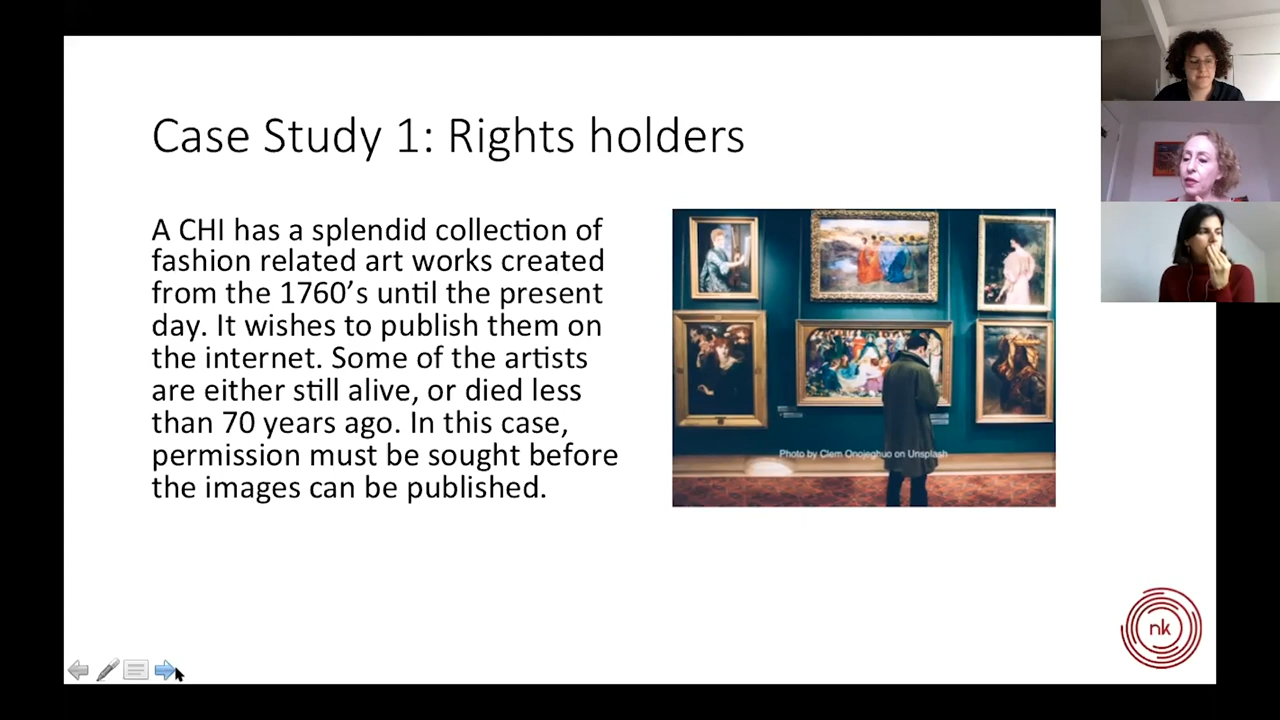 Case Study 1: Rights holders
A CHI has a splendid collection of
fashion related art works created
from the 1760’s until the present
day. It wishes to publish them on
the internet. Some of the artists
are either still alive, or died less
than 70 years ago. In this case,
permission must be sought before
the images can be published.
Photo by Clem Onojeghuo on Unsplash
nk